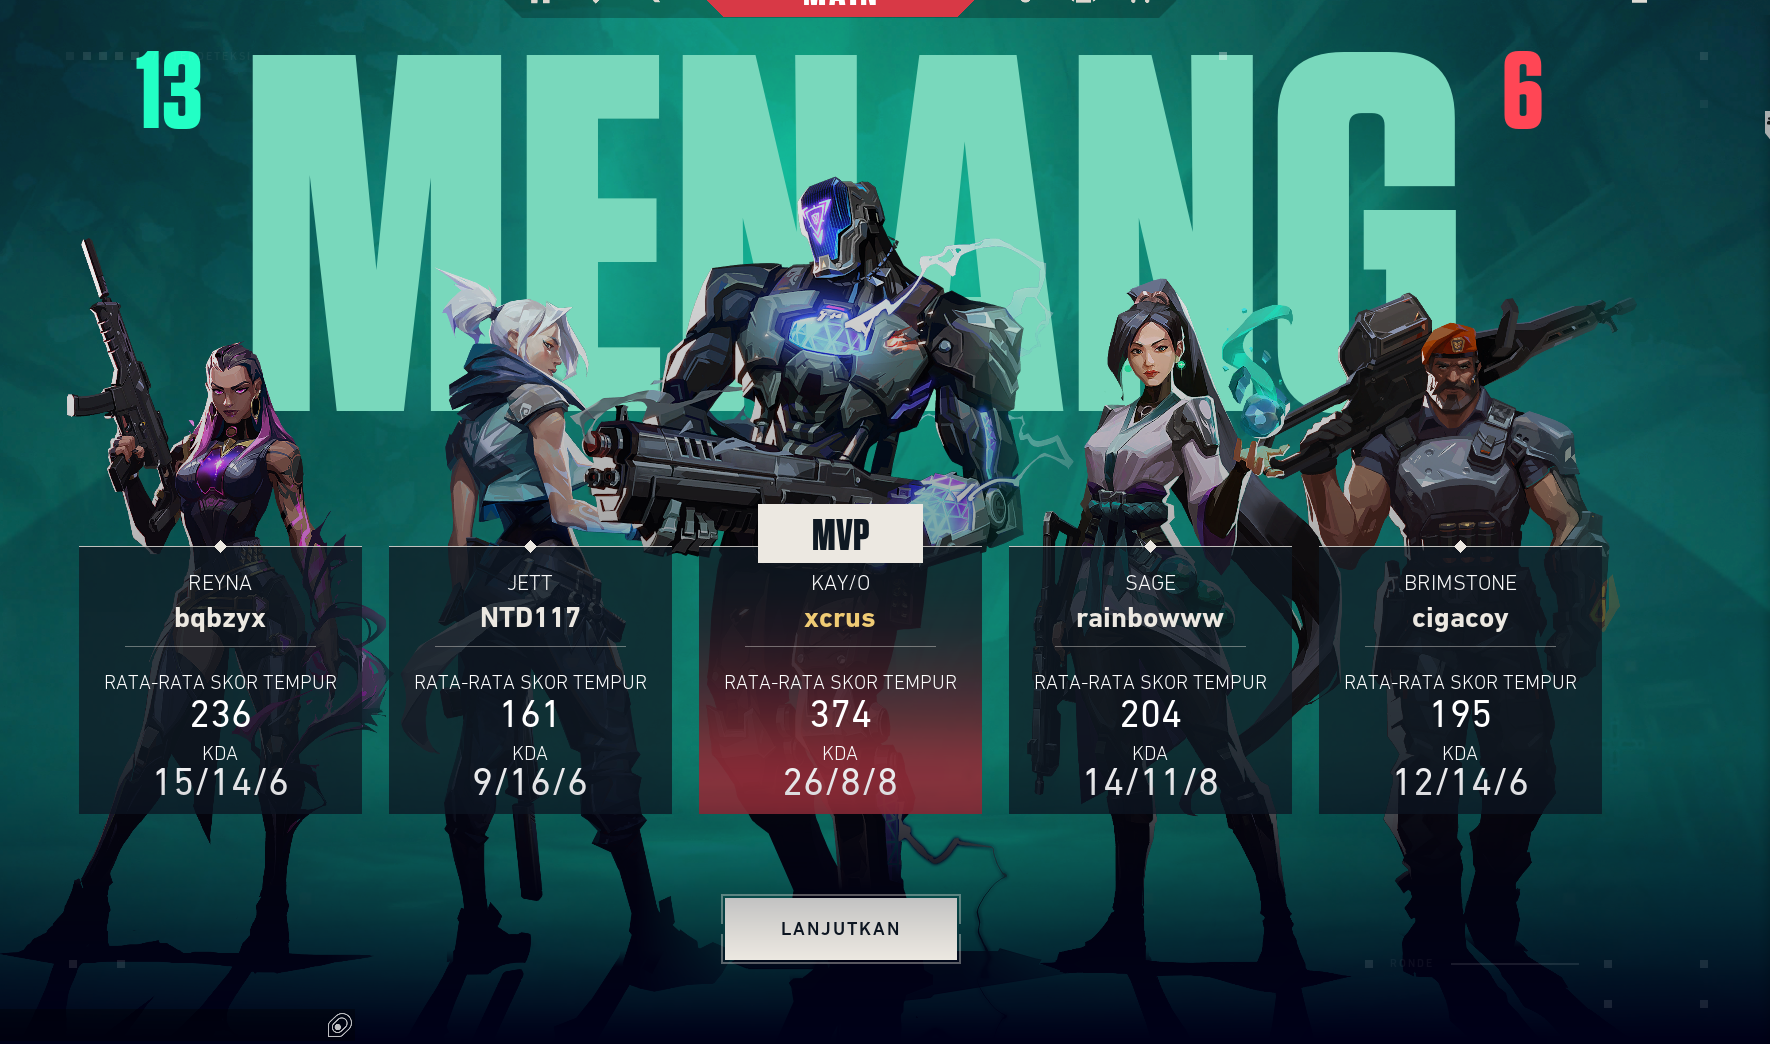 MAIN
13
MENANG
6
MVP
REYNA
bqbzyx
RATA-RATA SKOR TEMPUR
236
KDA
15/14/6
JETT
NTD117
RATA-RATA SKOR TEMPUR
161
KDA
9/16/6
KAY/O
xcrus
RATA-RATA SKOR TEMPUR
374
KDA
26/8/8
SAGE
rainbowww
RATA-RATA SKOR TEMPUR
204
KDA
14/11/8
BRIMSTONE
cigacoy
RATA-RATA SKOR TEMPUR
195
KDA
12/14/6
LANJUTKAN
RONDE